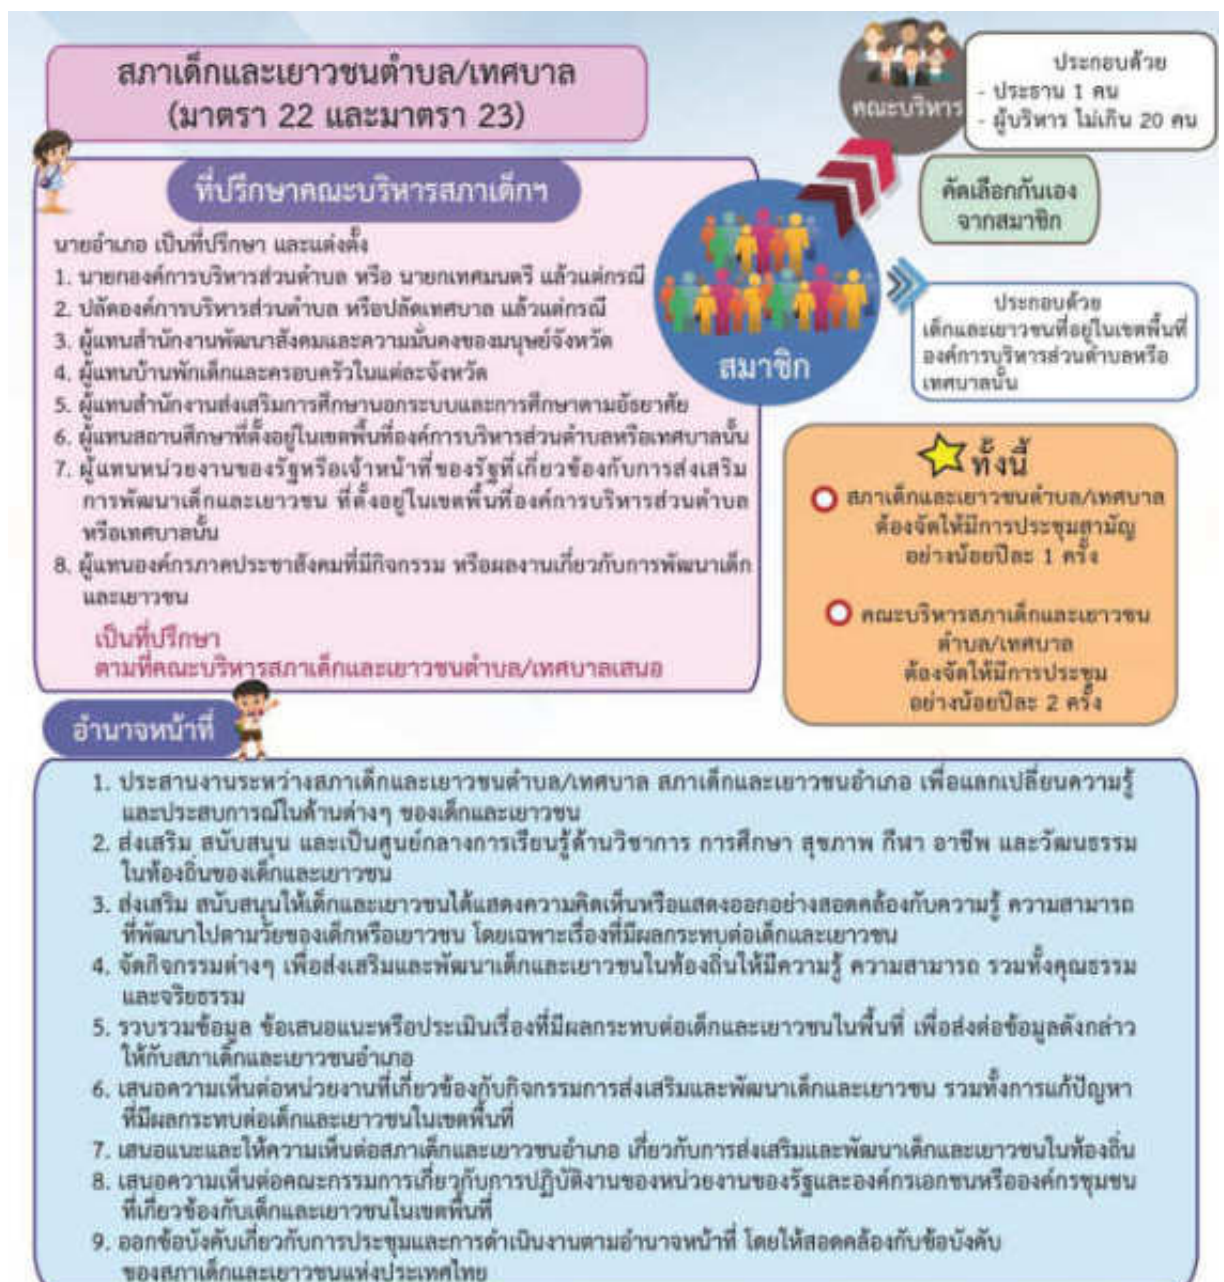 สภาเด็กและเยาวชนตำบล/เทศบาล
(มาตรา 22 และมาตรา 23)
คณะบริหาร
ประกอบด้วย
- ประธาน 1 คน
- ผู้บริหาร ไม่เกิน 20 คน
คัดเลือกกันเอง
จากสมาชิก
สมาชิก
ประกอบด้วย
เด็กและเยาวชนที่อยู่ในเขตพื้นที่
องค์การบริหารส่วนตำบลหรือ
เทศบาลนั้น
ที่ปรึกษาคณะบริหารสภาเด็กฯ
นายอำเภอ เป็นที่ปรึกษา และแต่งตั้ง
1. นายกองค์การบริหารส่วนตำบล หรือ นายกเทศมนตรี แล้วแต่กรณี
2. ปลัดองค์การบริหารส่วนตำบล หรือปลัดเทศบาล แล้วแต่กรณี
3. ผู้แทนสำนักงานพัฒนาสังคมและความมั่นคงของมนุษย์จังหวัด
4. ผู้แทนบ้านพักเด็กและครอบครัวในแต่ละจังหวัด
5. ผู้แทนสำนักงานส่งเสริมการศึกษานอกระบบและการศึกษาตามอัธยาศัย
6. ผู้แทนสถานศึกษาที่ตั้งอยู่ในเขตพื้นที่องค์การบริหารส่วนตำบลหรือเทศบาลนั้น
7. ผู้แทนหน่วยงานของรัฐหรือเจ้าหน้าที่ของรัฐที่เกี่ยวข้องกับการส่งเสริม
การพัฒนาเด็กและเยาวชน ที่ตั้งอยู่ในเขตพื้นที่องค์การบริหารส่วนตำบล
หรือเทศบาลนั้น
8. ผู้แทนองค์กรภาคประชาสังคมที่มีกิจกรรม หรือผลงานเกี่ยวกับการพัฒนาเด็ก
และเยาวชน
เป็นที่ปรึกษา
ตามที่คณะบริหารสภาเด็กและเยาวชนตำบล/เทศบาลเสนอ
ทั้งนี้
สภาเด็กและเยาวชนตำบล/เทศบาล
ต้องจัดให้มีการประชุมสามัญ
อย่างน้อยปีละ 1 ครั้ง
คณะบริหารสภาเด็กและเยาวชน
ตำบล/เทศบาล
ต้องจัดให้มีการประชุม
อย่างน้อยปีละ 2 ครั้ง
อำนาจหน้าที่
1. ประสานงานระหว่างสภาเด็กและเยาวชนตำบล/เทศบาล สภาเด็กและเยาวชนอำเภอ เพื่อแลกเปลี่ยนความรู้
และประสบการณ์ในด้านต่างๆ ของเด็กและเยาวชน
2. ส่งเสริม สนับสนุน และเป็นศูนย์กลางการเรียนรู้ด้านวิชาการ การศึกษา สุขภาพ กีฬา อาชีพ และวัฒนธรรม
ในท้องถิ่นของเด็กและเยาวชน
3. ส่งเสริม สนับสนุนให้เด็กและเยาวชนได้แสดงความคิดเห็นหรือแสดงออกอย่างสอดคล้องกับความรู้ ความสามารถ
ที่พัฒนาไปตามวัยของเด็กหรือเยาวชน โดยเฉพาะเรื่องที่มีผลกระทบต่อเด็กและเยาวชน
4. จัดกิจกรรมต่างๆ เพื่อส่งเสริมและพัฒนาเด็กและเยาวชนในท้องถิ่นให้มีความรู้ ความสามารถ รวมทั้งคุณธรรม
และจริยธรรม
5. รวบรวมข้อมูล ข้อเสนอแนะหรือประเมินเรื่องที่มีผลกระทบต่อเด็กและเยาวชนในพื้นที่ เพื่อส่งต่อข้อมูลดังกล่าว
ให้กับสภาเด็กและเยาวชนอำเภอ
6. เสนอความเห็นต่อหน่วยงานที่เกี่ยวข้องกับกิจกรรมการส่งเสริมและพัฒนาเด็กและเยาวชน รวมทั้งการแก้ปัญหา
ที่มีผลกระทบต่อเด็กและเยาวชนในเขตพื้นที่
7. เสนอแนะและให้ความเห็นต่อสภาเด็กและเยาวชนอำเภอ เกี่ยวกับการส่งเสริมและพัฒนาเด็กและเยาวชนในท้องถิ่น
8. เสนอความเห็นต่อคณะกรรมการเกี่ยวกับการปฏิบัติงานของหน่วยงานของรัฐและองค์กรเอกชนหรือองค์กรชุมชน
ที่เกี่ยวข้องกับเด็กและเยาวชนในเขตพื้นที่
9. ออกข้อบังคับเกี่ยวกับการประชุมและการดำเนินงานตามอำนาจหน้าที่ โดยให้สอดคล้องกับข้อบังคับ
ของสภาเด็กและเยาวชนแห่งประเทศไทย